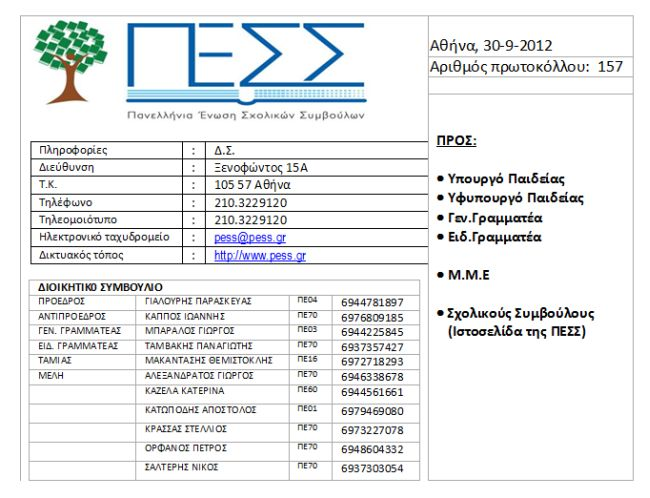 ΠΕΣΣ
Πανελλήνια Ένωση Σχολικών Συμβούλων
Αθήνα, 30-9-2012
Αριθμός πρωτοκόλλου: 157
Πληροφορίες : Δ.Σ.
Διεύθυνση : Ξενοφώντος 15Α
Τ.Κ. : 105 57 Αθήνα
Τηλέφωνο : 210.3229120
Τηλεομοιότυπο : 210.3229120
Ηλεκτρονικό ταχυδρομείο : pess@pess.gr
Δικτυακός τόπος : http://www.pess.gr
ΔΙΟΙΚΗΤΙΚΟ ΣΥΜΒΟΥΛΙΟ
ΠΡΟΕΔΡΟΣ ΓΙΑΛΟΥΡΗΣ ΠΑΡΑΣΚΕΥΑΣ ΠΕ04 6944781897
ΑΝΤΙΠΡΟΕΔΡΟΣ ΚΑΠΠΟΣ ΙΩΑΝΝΗΣ ΠΕ70 6976809185
ΓΕΝ. ΓΡΑΜΜΑΤΕΑΣ ΜΠΑΡΑΛΟΣ ΓΙΩΡΓΟΣ ΠΕ03 6944225845
ΕΙΔ. ΓΡΑΜΜΑΤΕΑΣ ΤΑΜΒΑΚΗΣ ΠΑΝΑΓΙΩΤΗΣ ΠΕ70 6937357427
ΤΑΜΙΑΣ ΜΑΚΑΝΤΑΣΗΣ ΘΕΜΙΣΤΟΚΛΗΣ ΠΕ16 6972718293
ΜΕΛΗ ΑΛΕΞΑΝΔΡΑΤΟΣ ΓΙΩΡΓΟΣ ΠΕ70 6946338678
ΚΑΖΕΛΑ ΚΑΤΕΡΙΝΑ ΠΕ60 6944561661
ΚΑΤΩΠΟΔΗΣ ΑΠΟΣΤΟΛΟΣ ΠΕ01 6979469080
ΚΡΑΣΣΑΣ ΣΤΕΛΛΙΟΣ ΠΕ70 6973227078
ΟΡΦΑΝΟΣ ΠΕΤΡΟΣ ΠΕ70 6948604332
ΣΑΛΤΕΡΗΣ ΝΙΚΟΣ ΠΕ70 6937303054
ΠΡΟΣ:
● Υπουργό Παιδείας
● Υφυπουργό Παιδείας
● Γεν.Γραμματέα
● Ειδ.Γραμματέα
● Μ.Μ.Ε
● Σχολικούς Συμβούλους
(Ιστοσελίδα της ΠΕΣΣ)